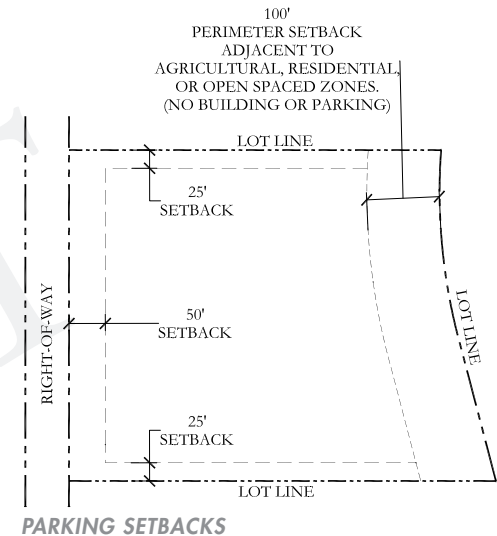 100'
PERIMETER SETBACK
ADJACENT TO
AGRICULTURAL, RESIDENTIAL,
OR OPEN SPACED ZONES.
(NO BUILDING OR PARKING)
LOT LINE
25'
SETBACK
RIGHT-OF-WAY
50'
SETBACK
LOT LINE
25'
SETBACK
LOT LINE
PARKING SETBACKS